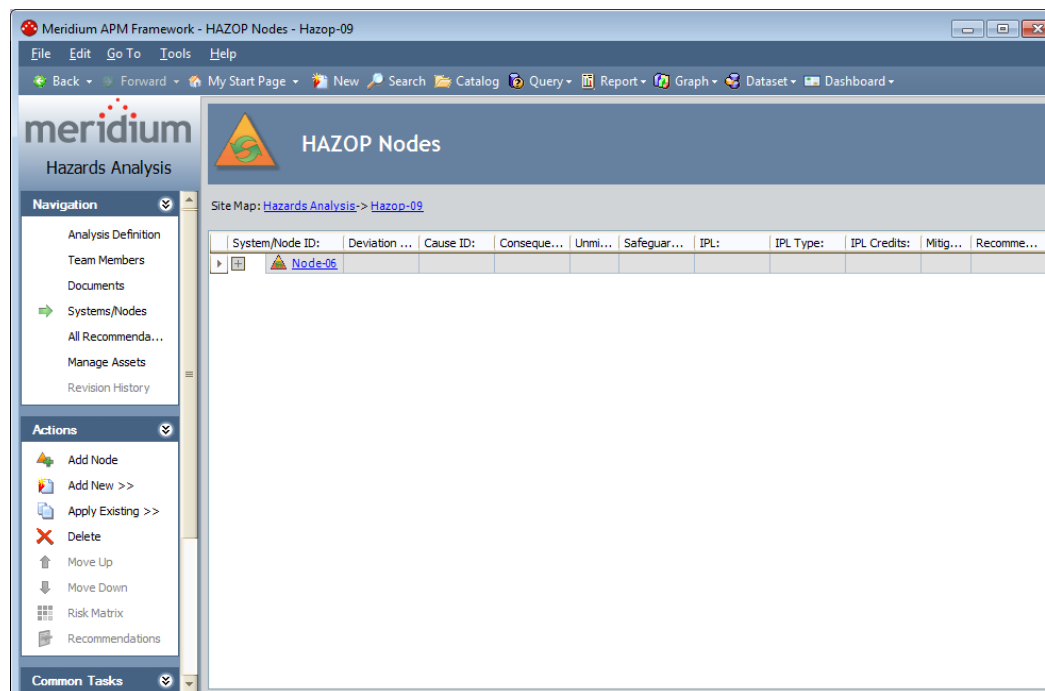 Meridium APM Framework - HAZOP Nodes - Hazop-09
File Edit Go To Tools Help
Back Forward My Start Page New Search Catalog Query Report Graph Dataset Dashboard
meridium
Hazards Analysis
HAZOP Nodes
Navigation
Analysis Definition
Team Members
Documents
Systems/Nodes
All Recommenda...
Manage Assets
Revision History
Actions
Add Node
Add New >>
Apply Existing >>
Delete
Move Up
Move Down
Risk Matrix
Recommendations
Common Tasks
Site Map: Hazards Analysis-> Hazop-09
System/Node ID: Deviation ... Cause ID: Conseque... Unmi... Safeguar... IPL: IPL Type: IPL Credits: Mitig... Recomme...
Node-06